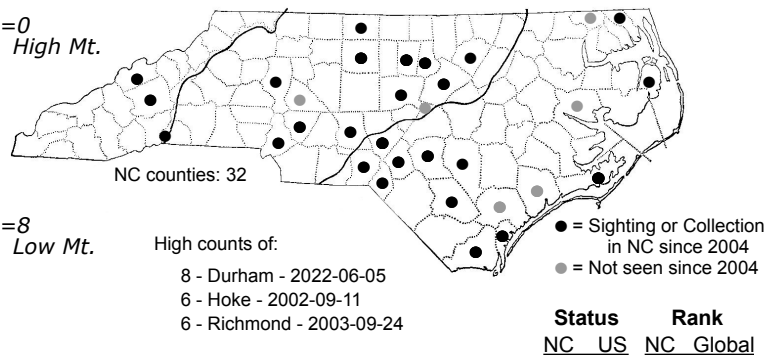 =0
High Mt.
NC counties: 32
=8
Low Mt.
High counts of:
8 - Durham - 2022-06-05
6 - Hoke - 2002-09-11
6 - Richmond - 2003-09-24
= Sighting or Collection
in NC since 2004
= Not seen since 2004
Status Rank
NC US NC Global